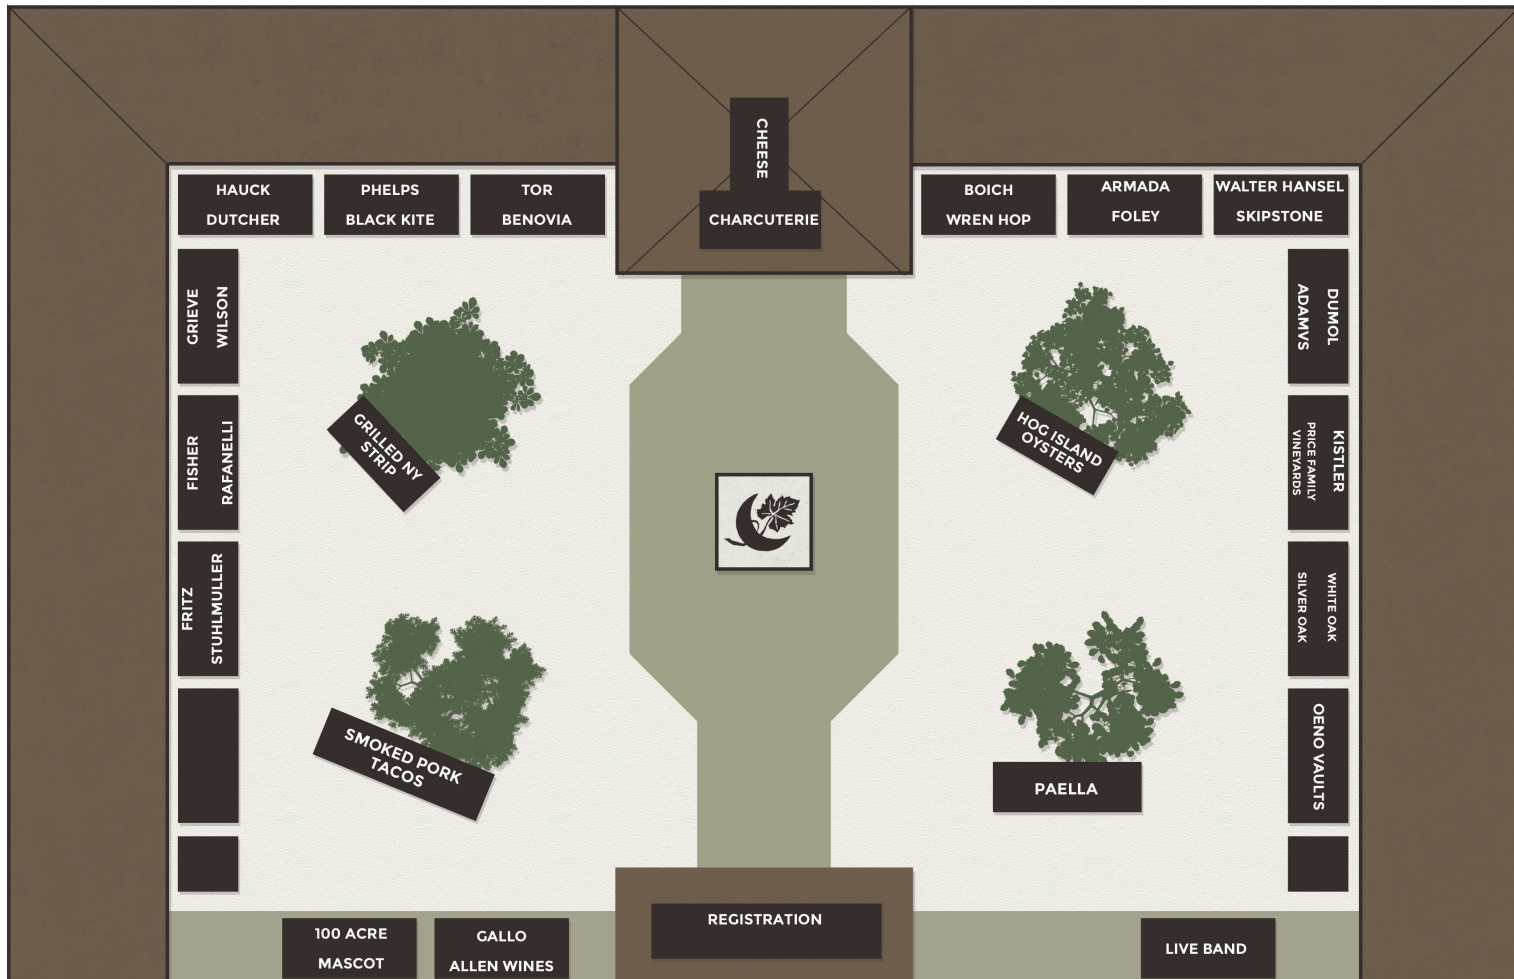 CHEESE
CHARCUTERIE
HAUCK
DUTCHER
PHELPS
BLACK KITE
TOR
BENOVIA
BOICH
WREN HOP
ARMADA
FOLEY
WALTER HANSEL
SKIPSTONE
GRIEVE
WILSON
FISHER
RAFANELLI
FRITZ
STUHLMULLER
GRILLED NY
STRIP
HOG ISLAND
OYSTERS
DUMOL
ADAMVS
KISTLER
PRICE FAMILY
VINEYARDS
WHITE OAK
SILVER OAK
OENO VAULTS
SMOKED PORK
TACOS
PAELLA
100 ACRE
MASCOT
GALLO
ALLEN WINES
REGISTRATION
LIVE BAND